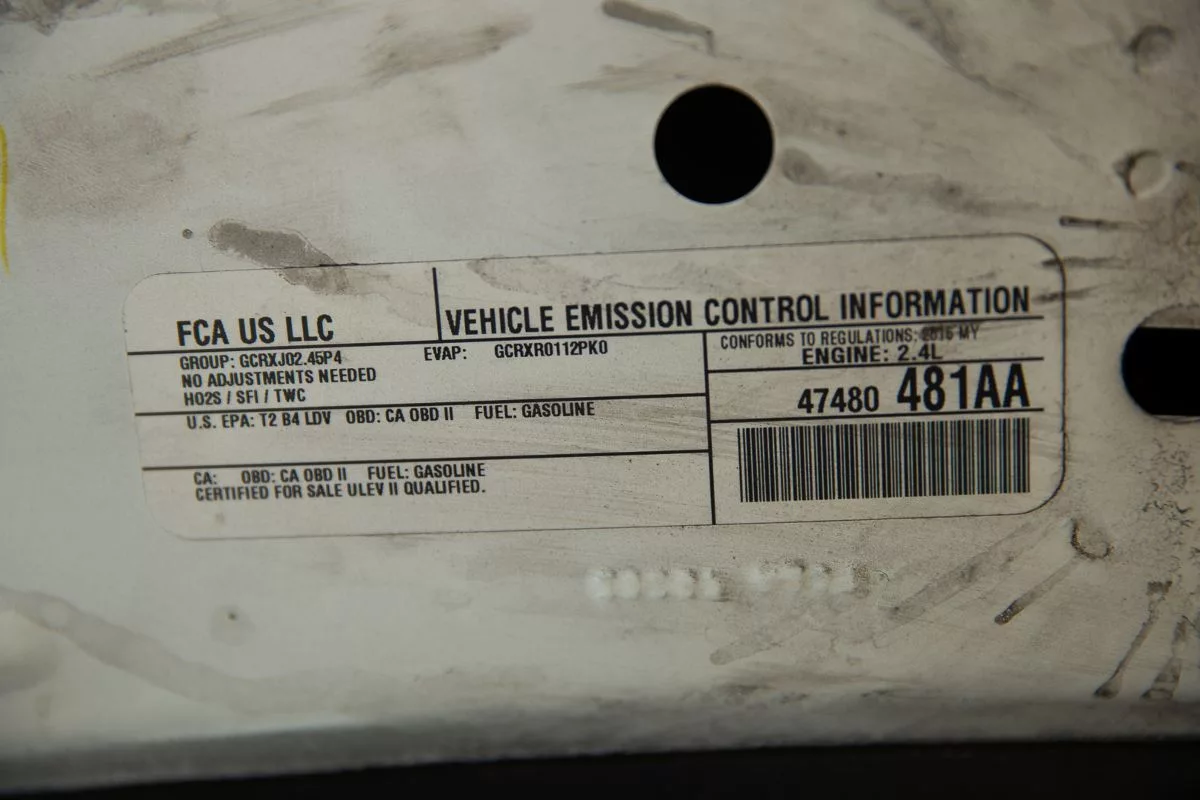 FCA US LLC
VEHICLE EMISSION CONTROL INFORMATION
GROUP: GCRXJ02.45P4
EVAP: GCRXR0112PK0
NO ADJUSTMENTS NEEDED
HO2S / SFI / TWC
U.S. EPA: T2 B4 LDV OBD: CA OBD II FUEL: GASOLINE
CA: OBD: CA OBD II FUEL: GASOLINE
CERTIFIED FOR SALE ULEV II QUALIFIED.
CONFORMS TO REGULATIONS: 2016 MY
ENGINE: 2.4L
47480 481AA